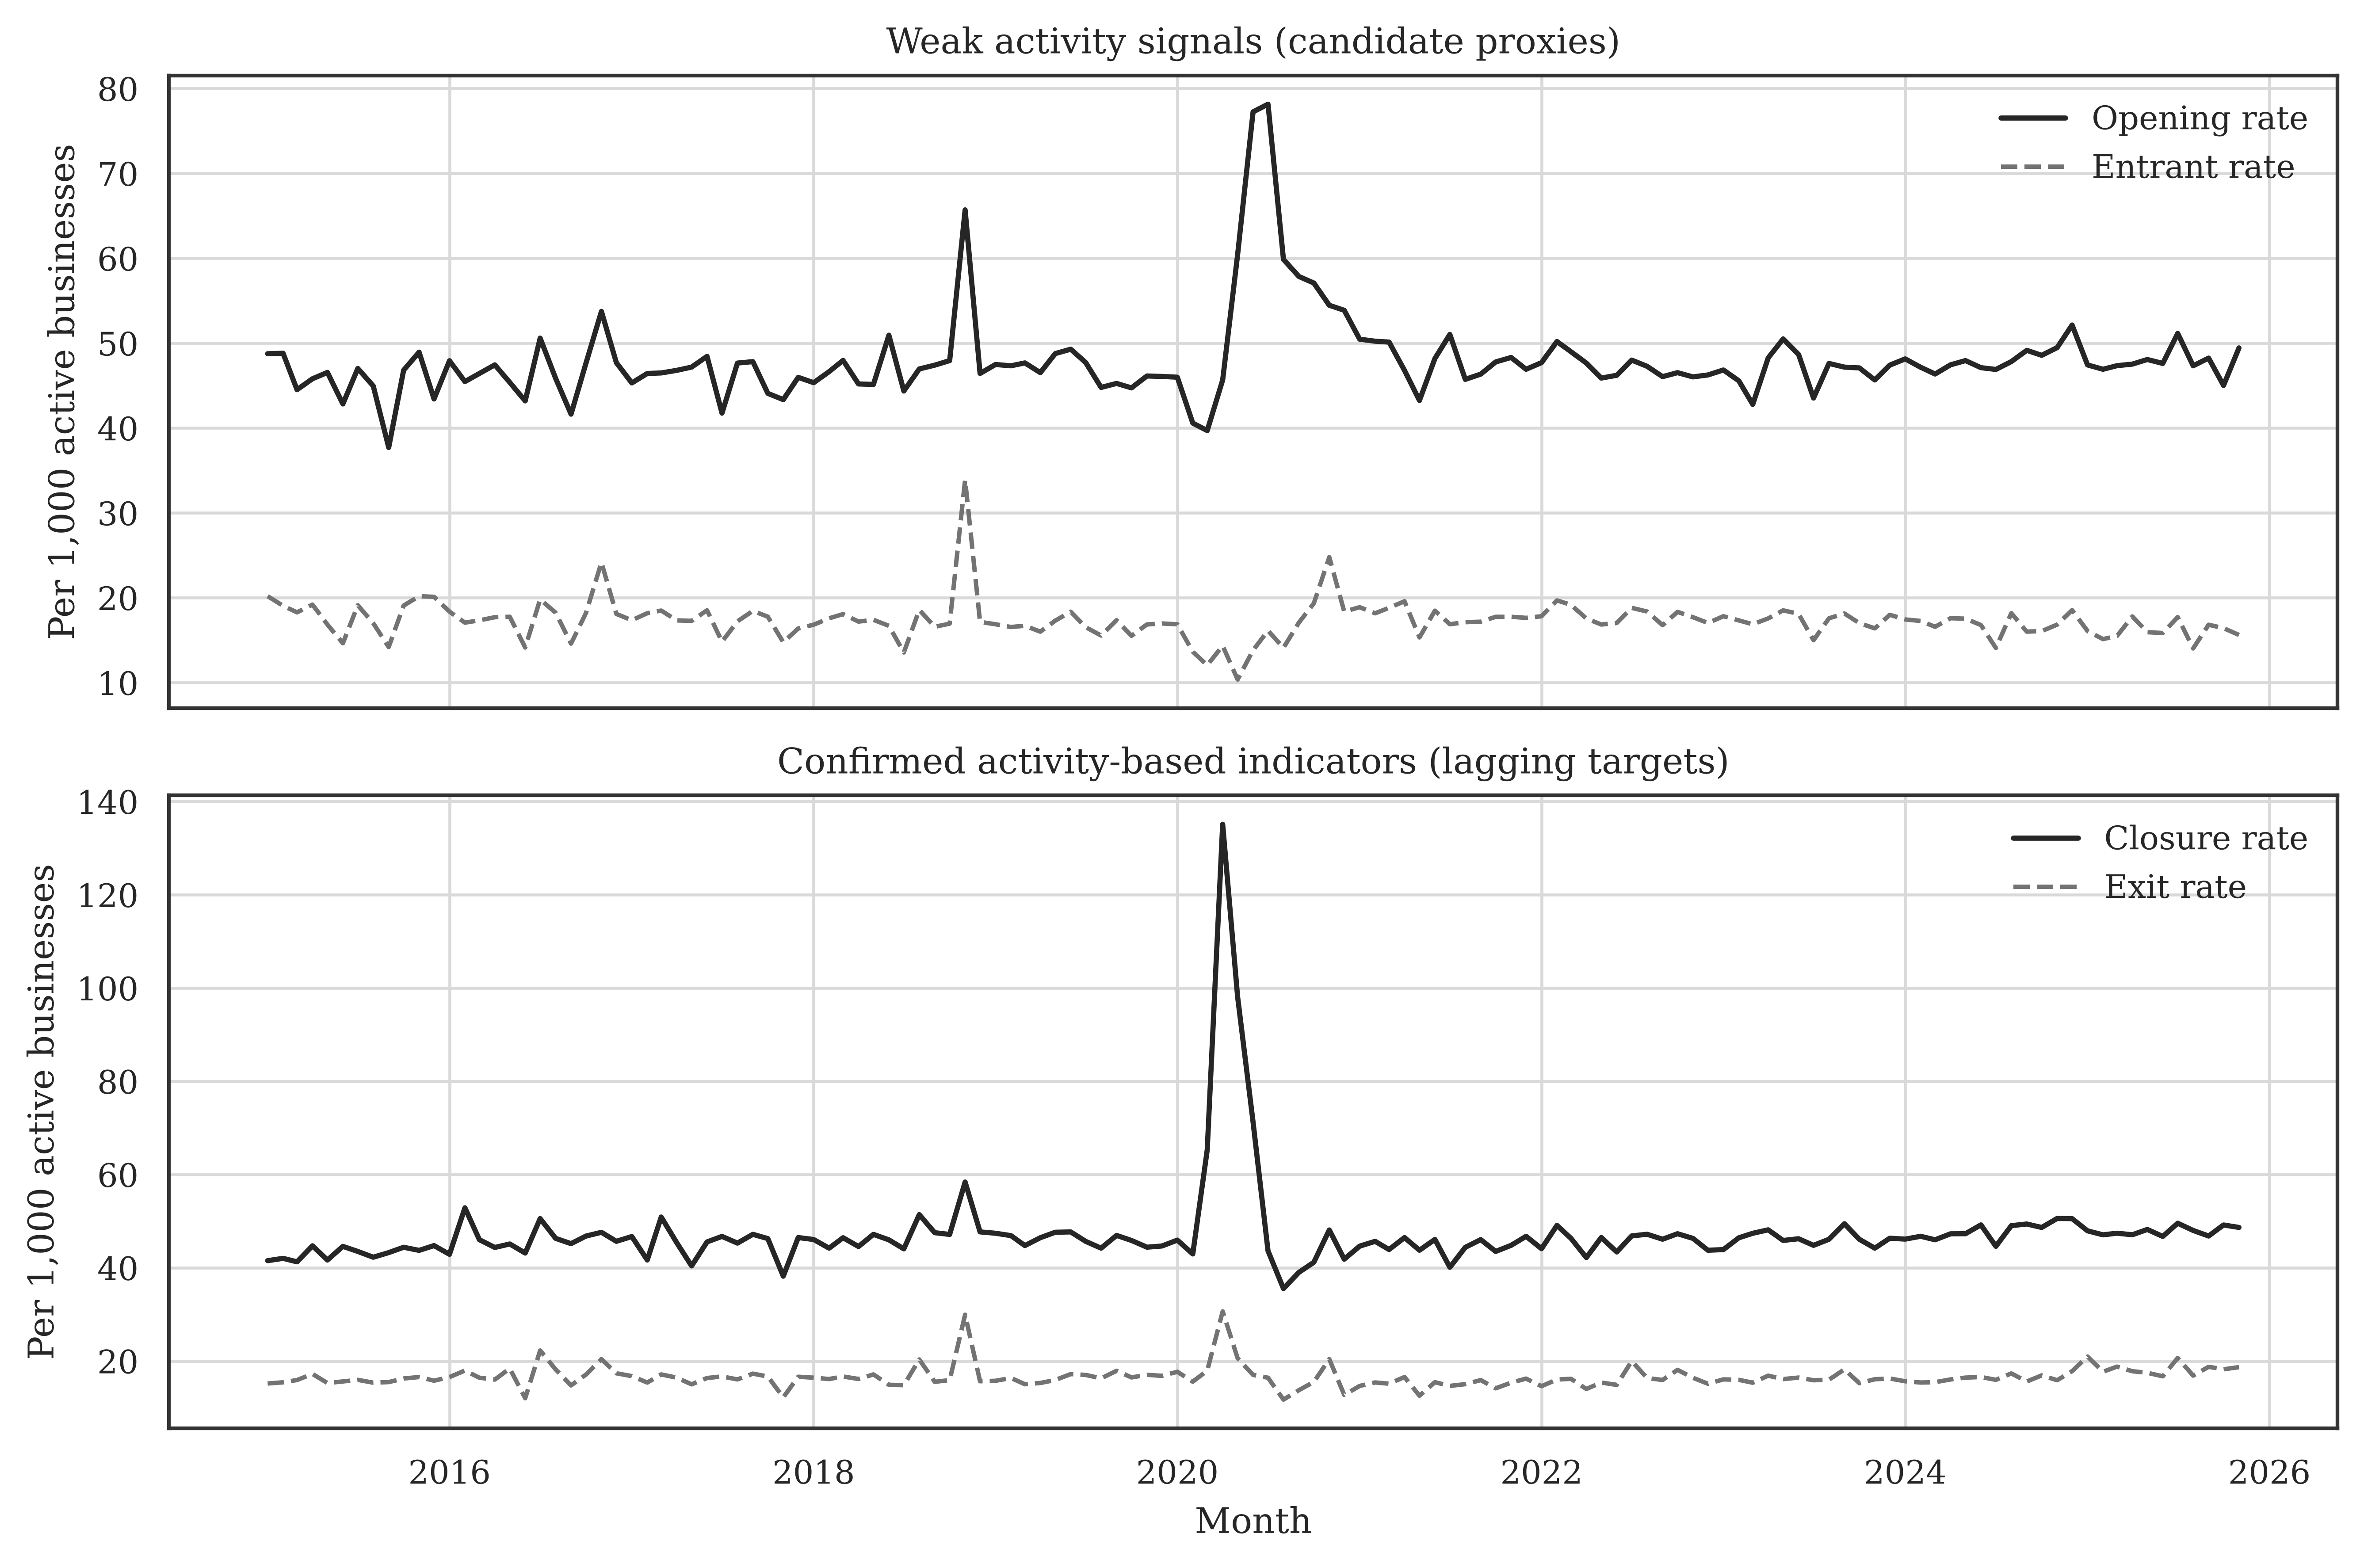 Weak activity signals (candidate proxies)
80
70
60
50
40
30
20
10
Per 1,000 active businesses
Opening rate
Entrant rate
Confirmed activity-based indicators (lagging targets)
140
120
100
80
60
40
20
Per 1,000 active businesses
Closure rate
Exit rate
2016 2018 2020 2022 2024 2026
Month